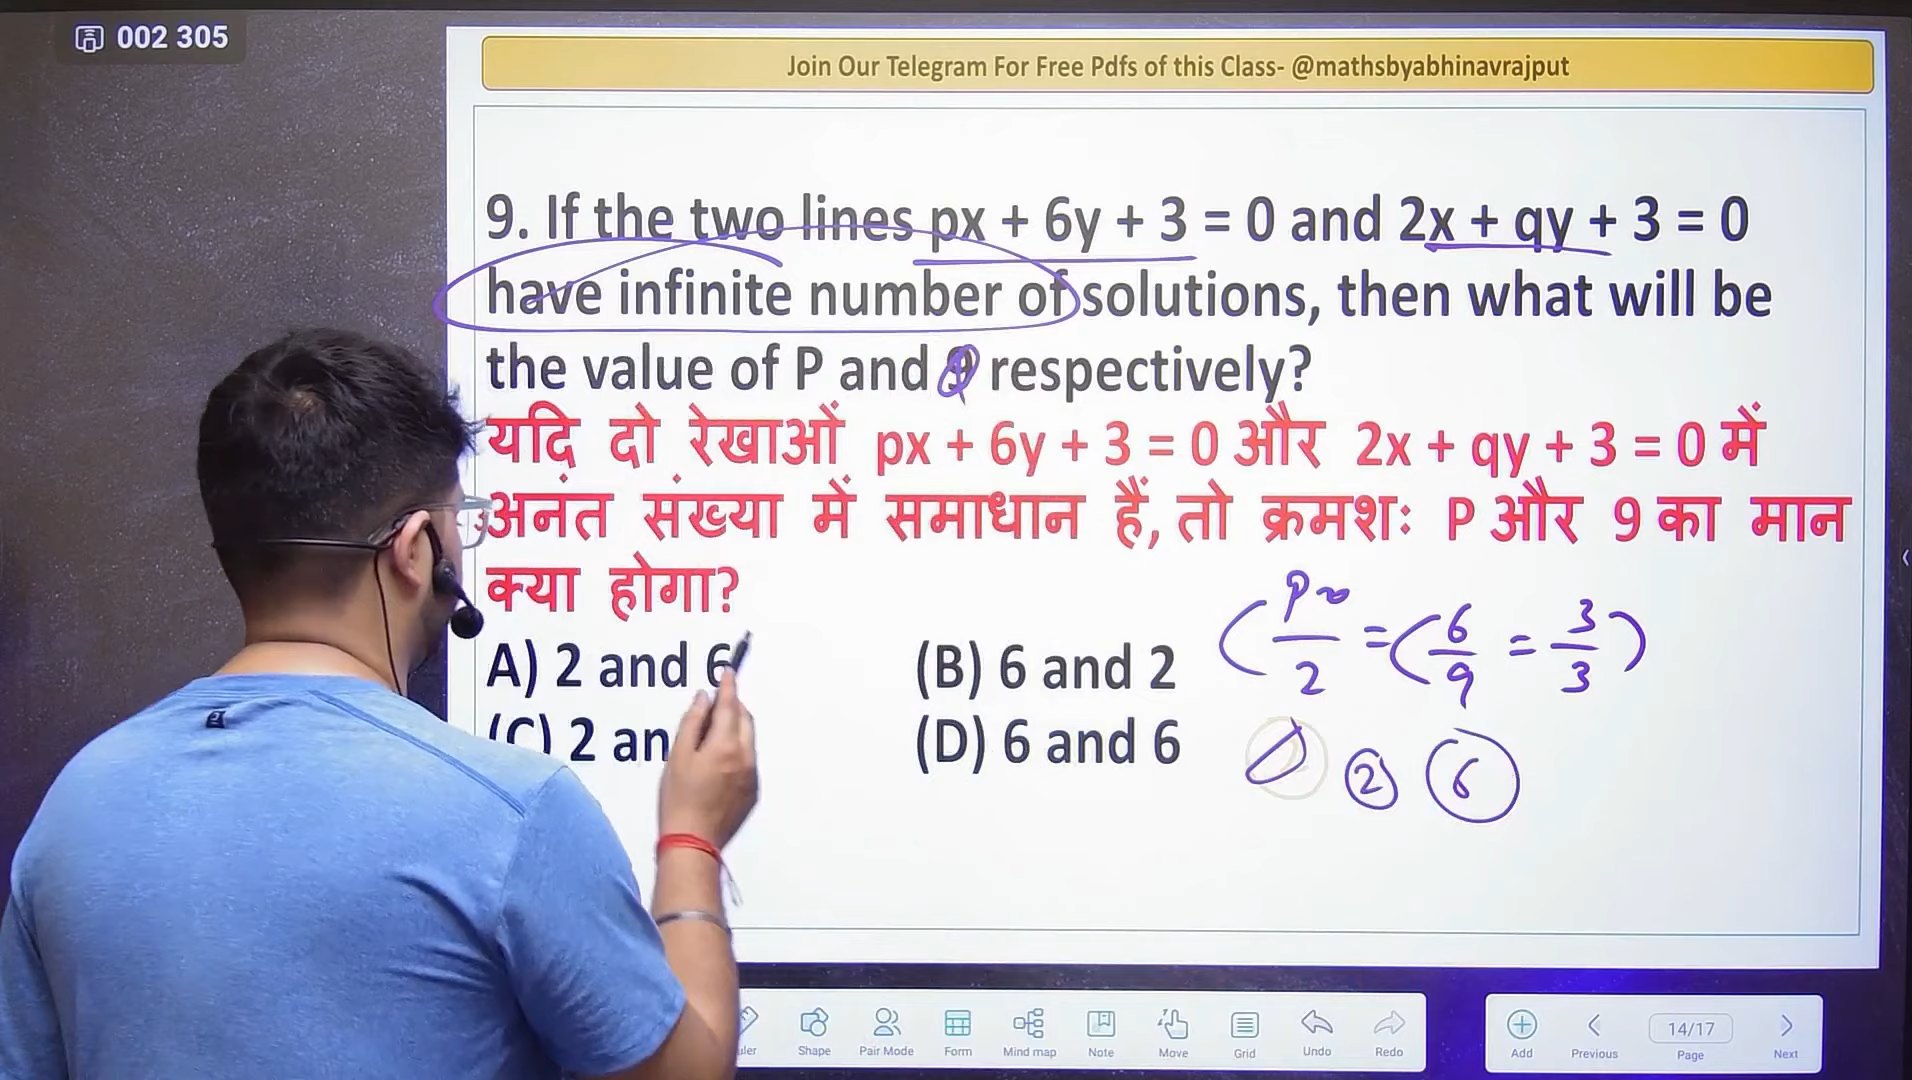 002 305
Join Our Telegram For Free Pdfs of this Class- @mathsbyabhinavrajput
9. If the two lines px + 6y + 3 = 0 and 2x + qy + 3 = 0
have infinite number of solutions, then what will be
the value of P and q respectively?
यदि दो रेखाओं px + 6y + 3 = 0 और 2x + qy + 3 = 0 में
अनंत संख्या में समाधान हैं, तो क्रमशः P और 9 का मान
क्या होगा?
p/2 = (6/q = 3/3)
A) 2 and 6
(B) 6 and 2
(C) 2 an
(D) 6 and 6
2 6
Shape Pair Mode Form Mind map Note Move Grid Undo Redo
Add Previous 14/17 Page Next